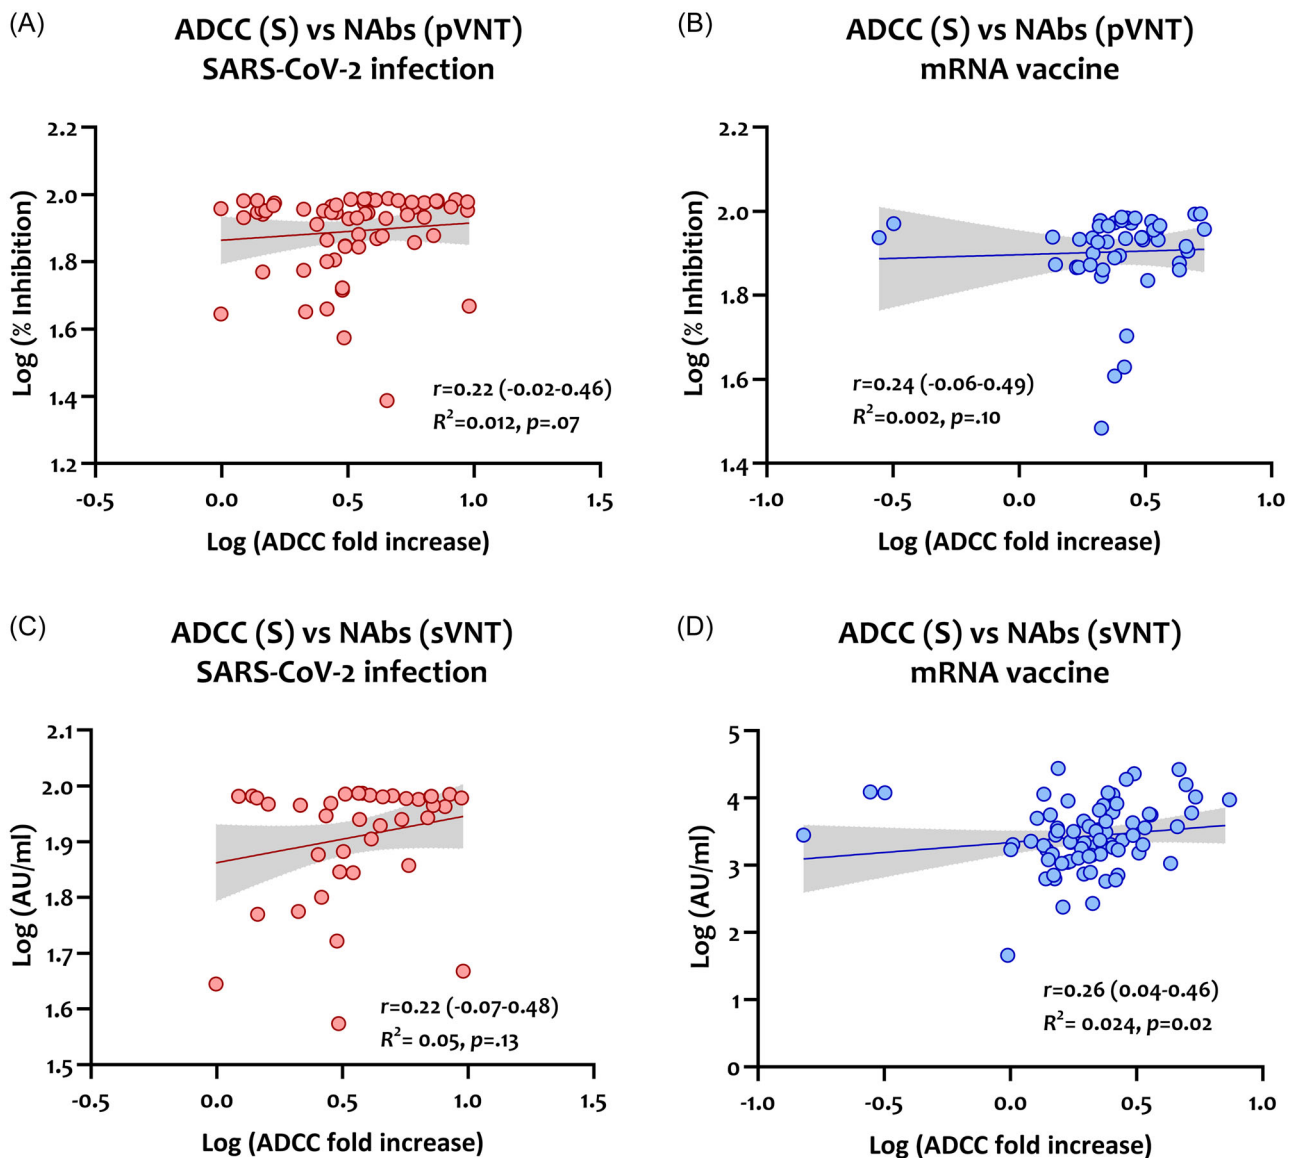 (A)
ADCC (S) vs NAbs (pVNT)
SARS-CoV-2 infection
2.2
2.0
1.8
1.6
1.4
1.2
Log (% Inhibition)
r=0.22 (-0.02-0.46)
R²=0.012, p=.07
-0.5 0.0 0.5 1.0 1.5
Log (ADCC fold increase)
(B)
ADCC (S) vs NAbs (pVNT)
mRNA vaccine
2.2
2.0
1.8
1.6
1.4
Log (% Inhibition)
r=0.24 (-0.06-0.49)
R²=0.002, p=.10
-1.0 -0.5 0.0 0.5 1.0
Log (ADCC fold increase)
(C)
ADCC (S) vs NAbs (sVNT)
SARS-CoV-2 infection
2.1
2.0
1.9
1.8
1.7
1.6
1.5
Log (AU/ml)
r=0.22 (-0.07-0.48)
R²= 0.05, p=.13
-0.5 0.0 0.5 1.0 1.5
Log (ADCC fold increase)
(D)
ADCC (S) vs NAbs (sVNT)
mRNA vaccine
5
4
3
2
1
0
Log (AU/ml)
r=0.26 (0.04-0.46)
R²= 0.024, p=0.02
-1.0 -0.5 0.0 0.5 1.0
Log (ADCC fold increase)